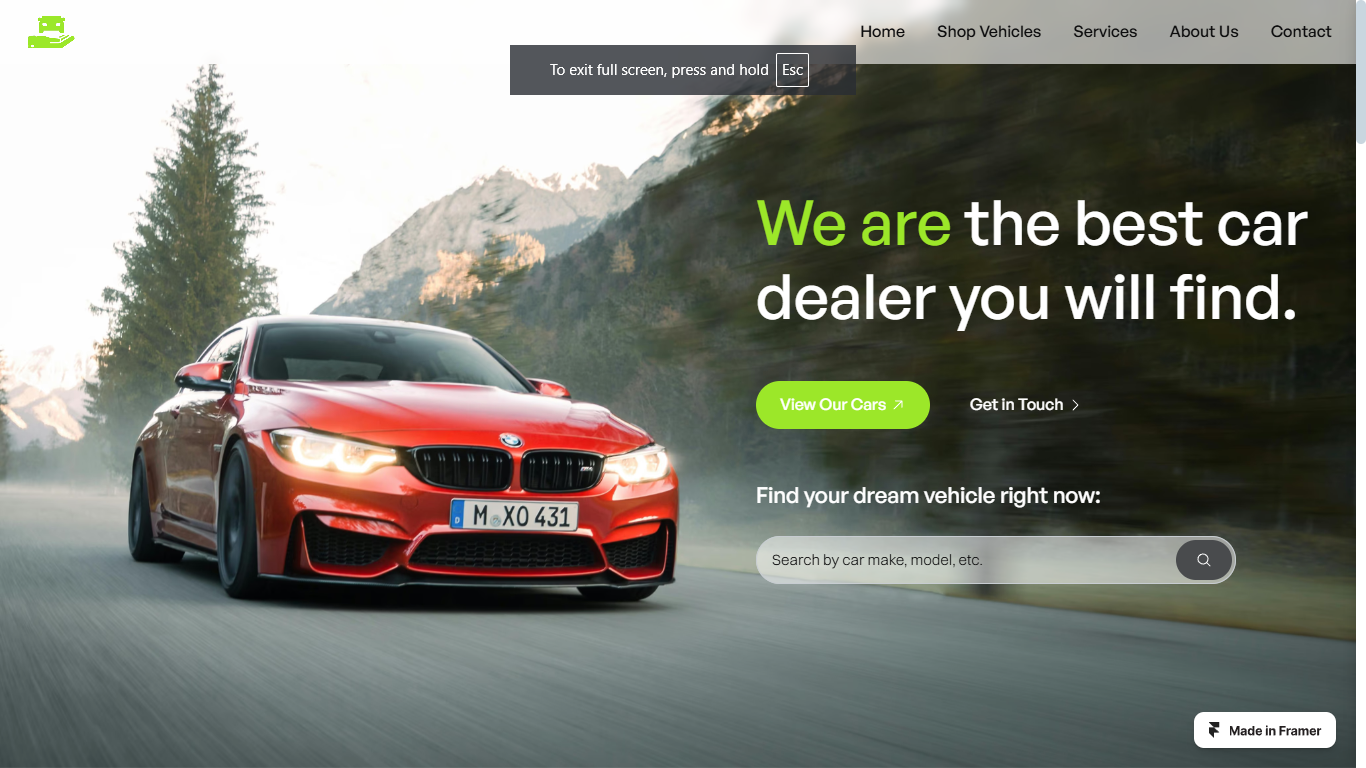 Home Shop Vehicles Services About Us Contact
To exit full screen, press and hold Esc
We are the best car
dealer you will find.
View Our Cars
Get in Touch
Find your dream vehicle right now:
Search by car make, model, etc.
M XO 431
D
Made in Framer